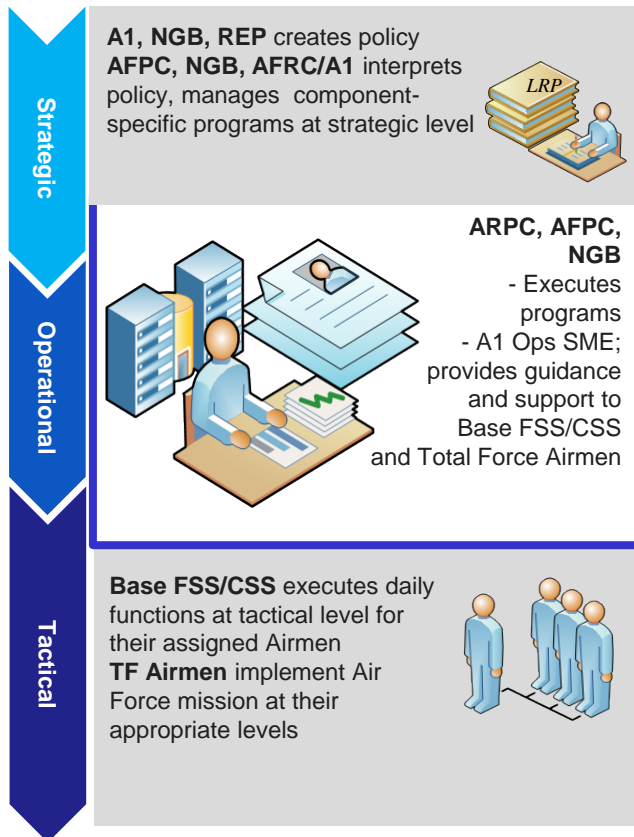 Strategic
A1, NGB, REP creates policy
AFPC, NGB, AFRC/A1 interprets
policy, manages component-
specific programs at strategic level
LRP
Operational
ARPC, AFPC,
NGB
- Executes
programs
- A1 Ops SME;
provides guidance
and support to
Base FSS/CSS
and Total Force Airmen
Tactical
Base FSS/CSS executes daily
functions at tactical level for
their assigned Airmen
TF Airmen implement Air
Force mission at their
appropriate levels